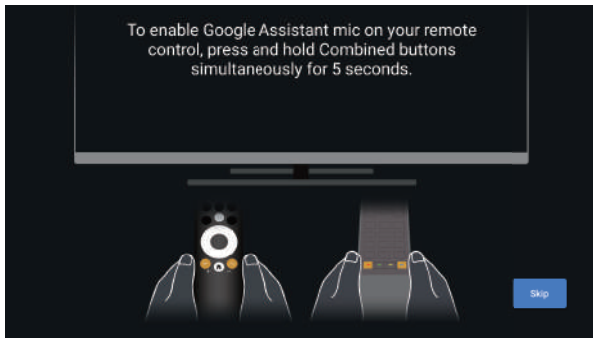 To enable Google Assistant mic on your remote
control, press and hold Combined buttons
simultaneously for 5 seconds.
Skip